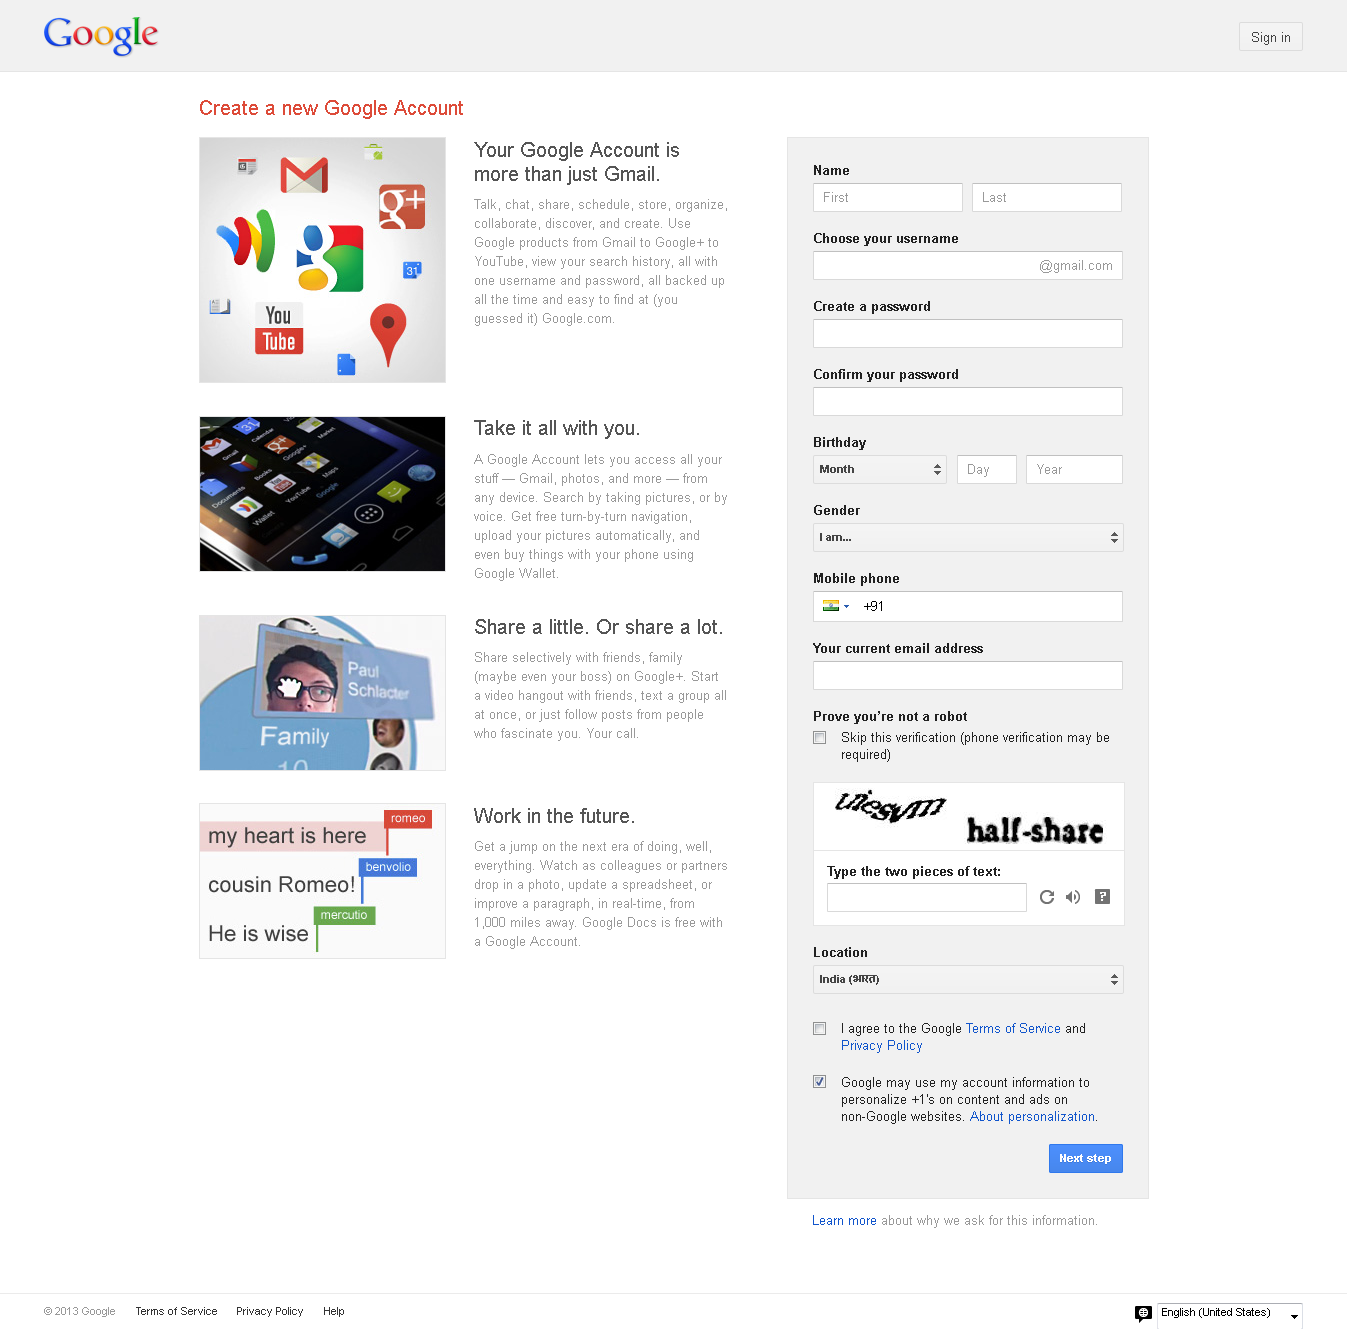 Google
Sign in
Create a new Google Account
Your Google Account is
more than just Gmail.
Talk, chat, share, schedule, store, organize,
collaborate, discover, and create. Use
Google products from Gmail to Google+ to
YouTube, view your search history, all with
one username and password, all backed up
all the time and easy to find at (you
guessed it) Google.com.
g+
g
31
You
Tube
Take it all with you.
A Google Account lets you access all your
stuff — Gmail, photos, and more — from
any device. Search by taking pictures, or by
voice. Get free turn-by-turn navigation,
upload your pictures automatically, and
even buy things with your phone using
Google Wallet.
31
Calendar
Market
Gmail
Google+
Maps
Documents
Books
YouTube
Google
Wallet
Share a little. Or share a lot.
Share selectively with friends, family
(maybe even your boss) on Google+. Start
a video hangout with friends, text a group all
at once, or just follow posts from people
who fascinate you. Your call.
Paul
Schlacter
Family
10
Work in the future.
Get a jump on the next era of doing, well,
everything. Watch as colleagues or partners
drop in a photo, update a spreadsheet, or
improve a paragraph, in real-time, from
1,000 miles away. Google Docs is free with
a Google Account.
romeo
my heart is here
benvolio
cousin Romeo!
mercutio
He is wise
Name
First Last
Choose your username
@gmail.com
Create a password
Confirm your password
Birthday
Month Day Year
Gender
I am...
Mobile phone
+91
Your current email address
Prove you're not a robot
Skip this verification (phone verification may be
required)
half-share
Type the two pieces of text:
?
Location
India (भारत)
I agree to the Google Terms of Service and
Privacy Policy
Google may use my account information to
personalize +1's on content and ads on
non-Google websites. About personalization.
Next step
Learn more about why we ask for this information.
© 2013 Google Terms of Service Privacy Policy Help
English (United States)